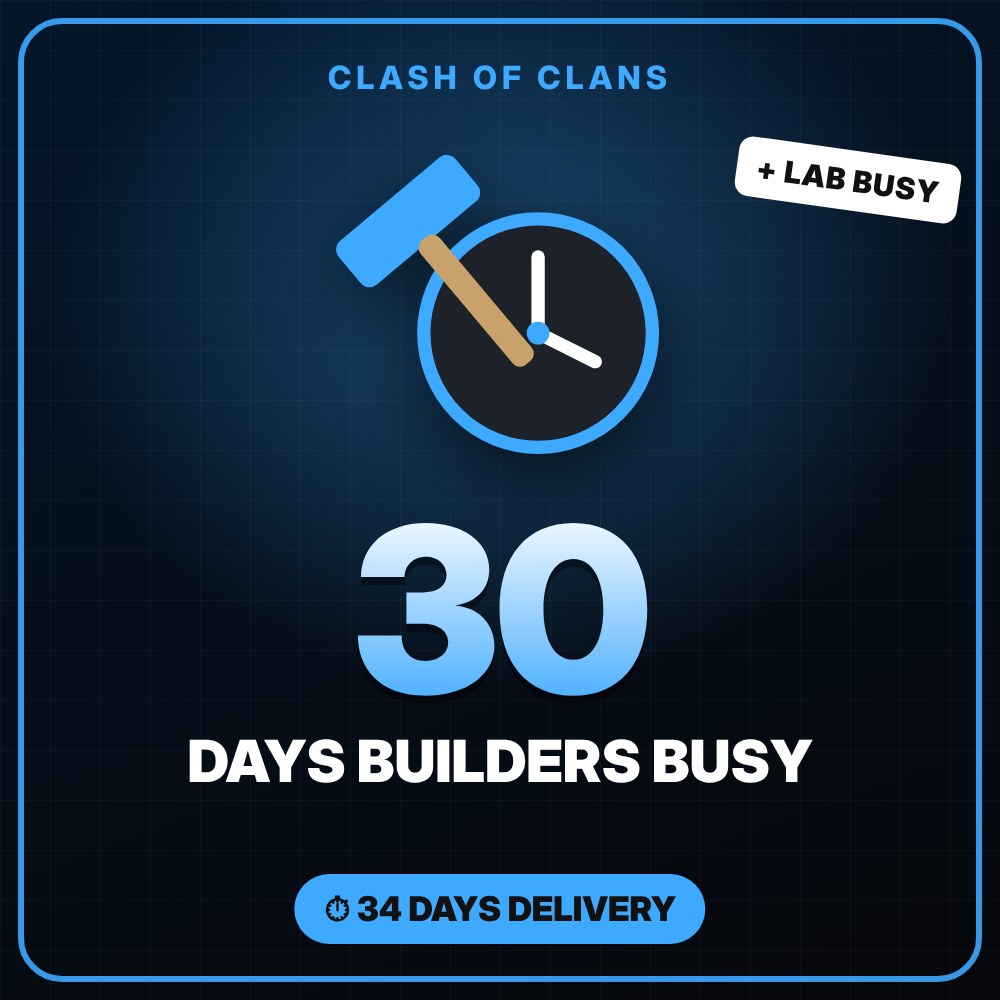 CLASH OF CLANS
+ LAB BUSY
30
DAYS BUILDERS BUSY
⏱ 34 DAYS DELIVERY